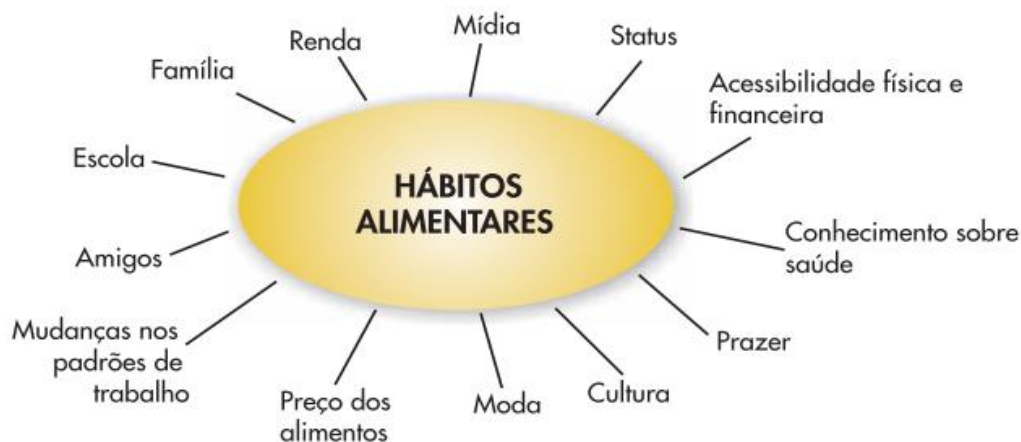 Mídia
Status
Renda
Família
Acessibilidade física e
financeira
Escola
HÁBITOS
ALIMENTARES
Conhecimento sobre
saúde
Amigos
Mudanças nos
padrões de
trabalho
Prazer
Preço dos
alimentos
Moda
Cultura